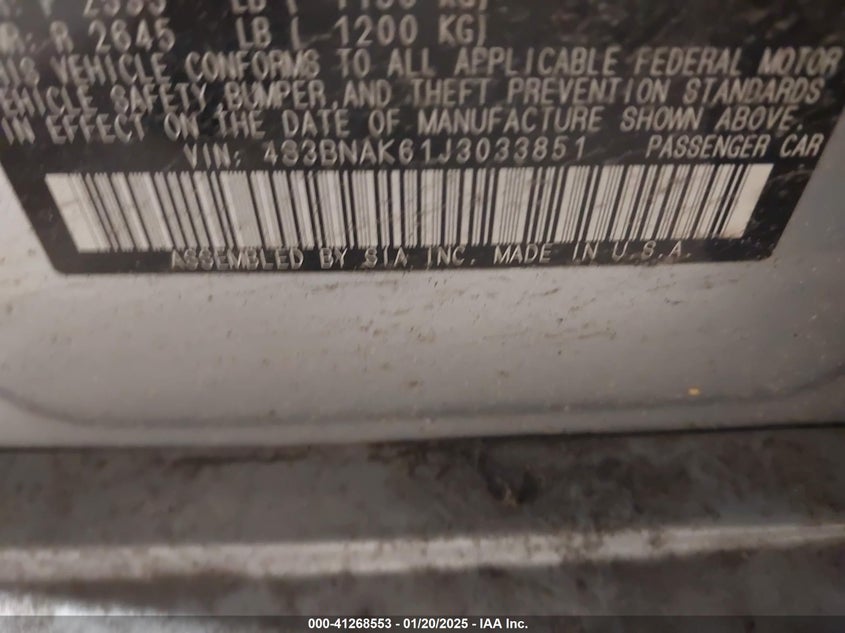 2645 LB ( 1200 KG)
VEHICLE CONFORMS TO ALL APPLICABLE FEDERAL MOTOR
VEHICLE SAFETY, BUMPER, AND THEFT PREVENTION STANDARDS
IN EFFECT ON THE DATE OF MANUFACTURE SHOWN ABOVE.
VIN: 4S3BNAK61J3033851 PASSENGER CAR
ASSEMBLED BY SIA INC. MADE IN U.S.A.
000-41268553 — 01/20/2025 — IAA Inc.